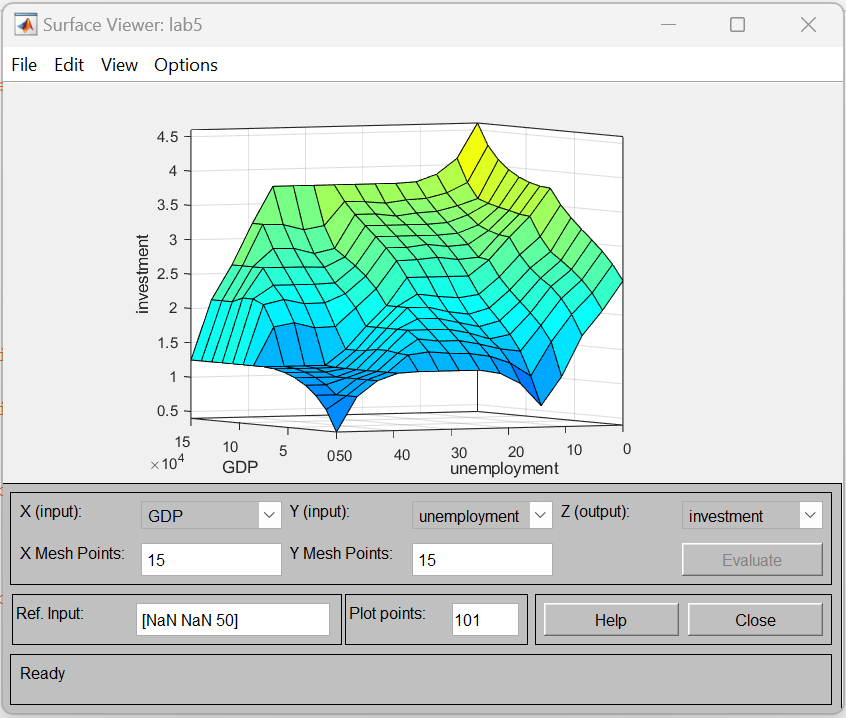 Surface Viewer: lab5
File Edit View Options
4.5
4
3.5
3
2.5
2
1.5
1
0.5
investment
15 10 5 0
×10⁴
GDP
50 40 30 20 10 0
unemployment
X (input): GDP Y (input): unemployment Z (output): investment
X Mesh Points: 15 Y Mesh Points: 15 Evaluate
Ref. Input: [NaN NaN 50] Plot points: 101 Help Close
Ready